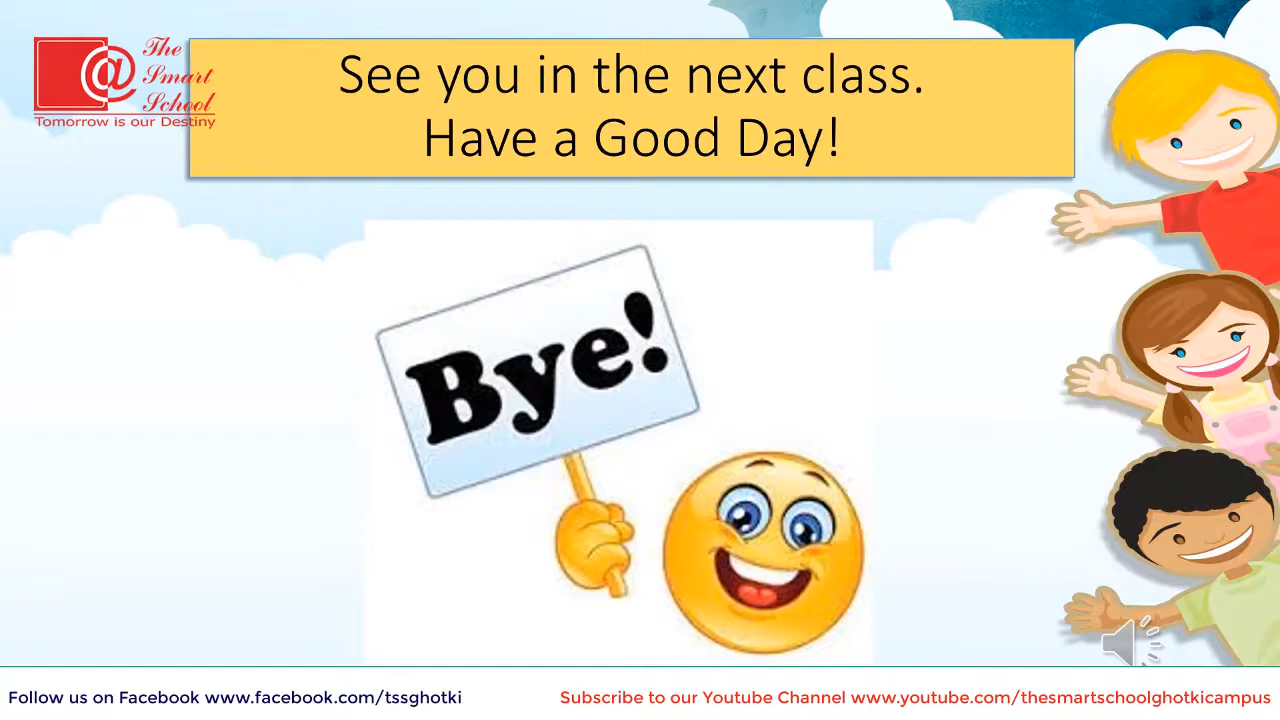 The
Smart
School
Tomorrow is our Destiny
See you in the next class.
Have a Good Day!
Bye!
Follow us on Facebook www.facebook.com/tssghotki
Subscribe to our Youtube Channel www.youtube.com/thesmartschoolghotkicampus